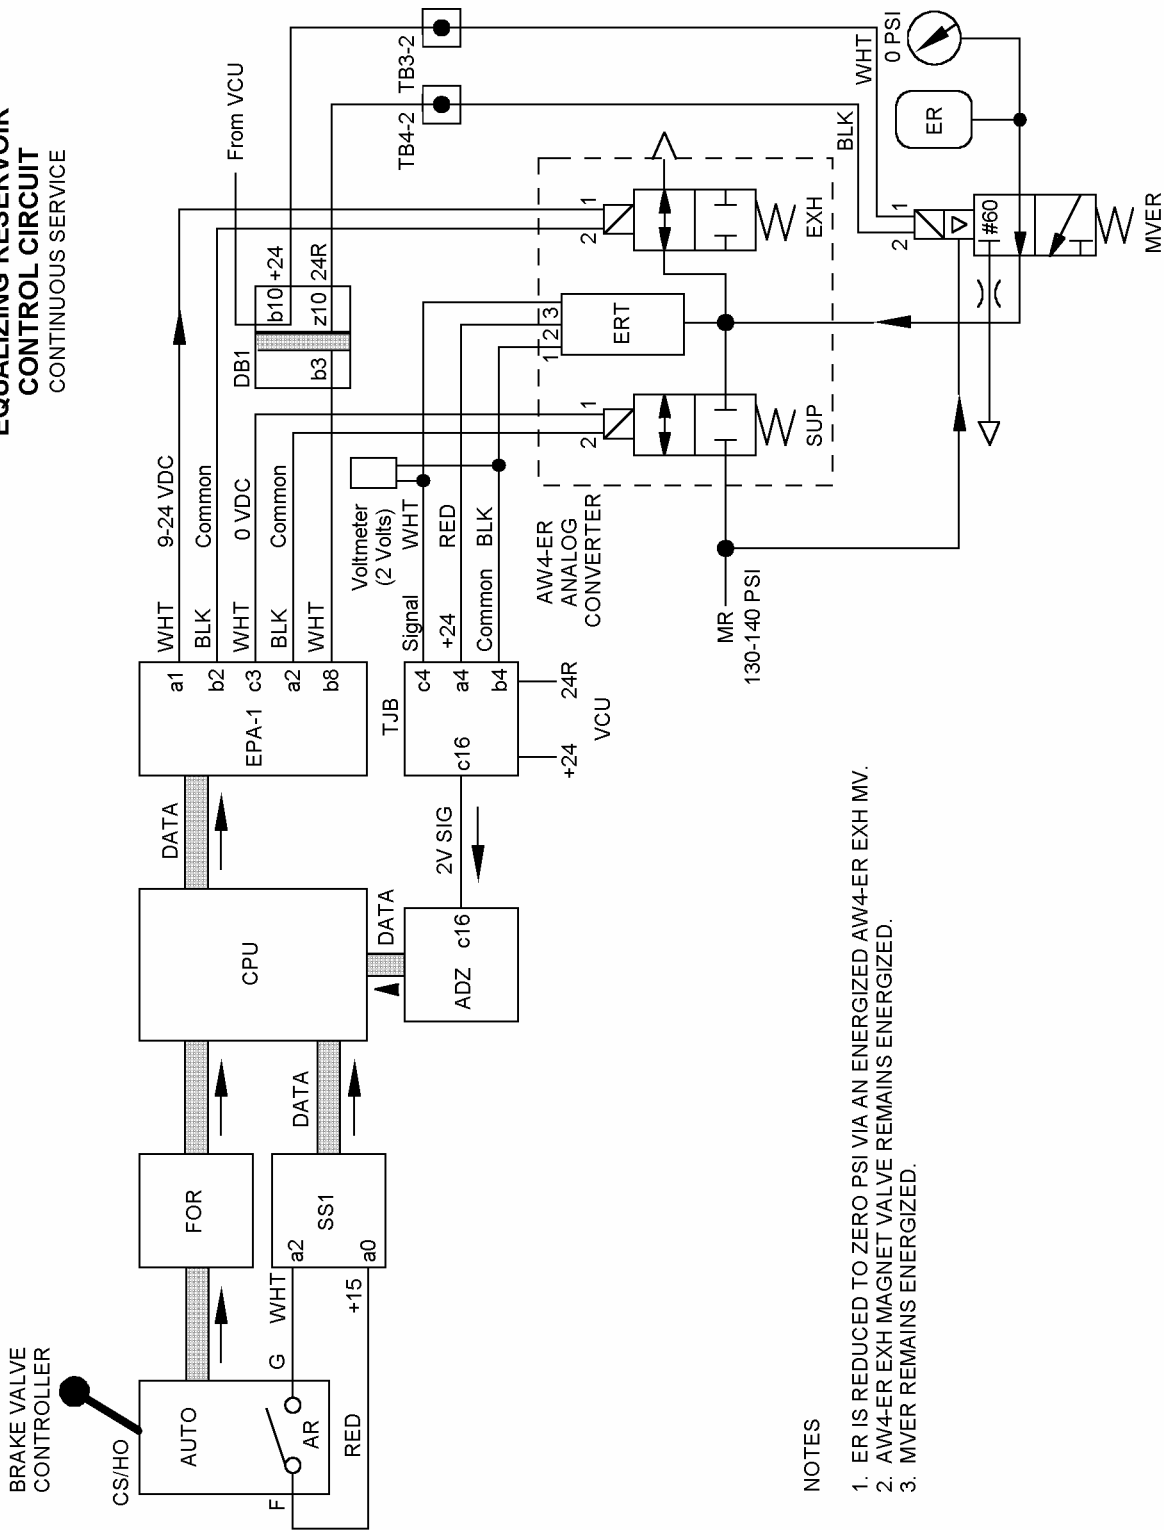 EQUALIZING RESERVOIR
CONTROL CIRCUIT
CONTINUOUS SERVICE
BRAKE VALVE
CONTROLLER
CS/HO
AUTO
F
G
AR
RED
WHT
+15
FOR
SS1
a2
a0
DATA
CPU
DATA
ADZ
c16
2V SIG
DATA
EPA-1
a1
b2
c3
a2
b8
WHT
BLK
WHT
BLK
WHT
9-24 VDC
Common
0 VDC
Common
TJB
c16
c4
a4
b4
Signal
+24
Common
WHT
RED
BLK
+24
24R
VCU
Voltmeter
(2 Volts)
DB1
b3
b10
z10
+24
24R
From VCU
TB4-2
TB3-2
AW4-ER
ANALOG
CONVERTER
2
1
SUP
1
2
3
ERT
2
1
EXH
MR
130-140 PSI
BLK
WHT
0 PSI
ER
2
1
#60
MVER
NOTES
1. ER IS REDUCED TO ZERO PSI VIA AN ENERGIZED AW4-ER EXH MV.
2. AW4-ER EXH MAGNET VALVE REMAINS ENERGIZED.
3. MVER REMAINS ENERGIZED.